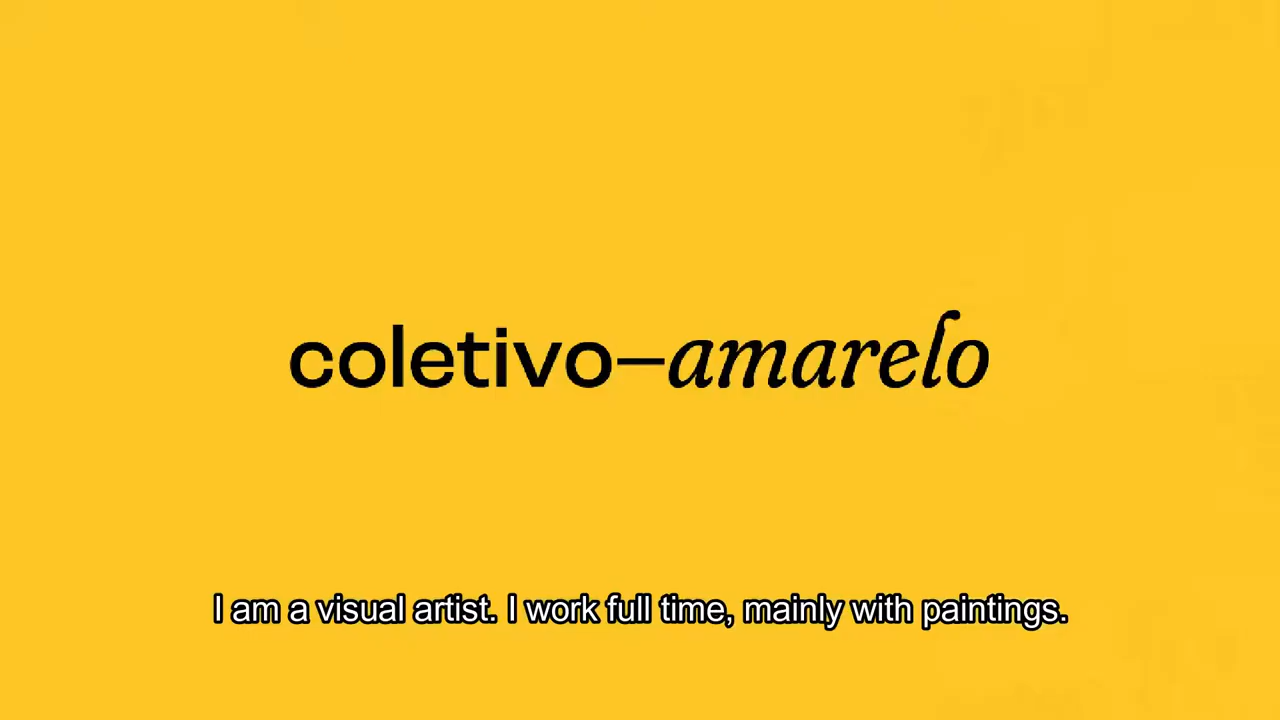 coletivo–amarelo
I am a visual artist. I work full time, mainly with paintings.